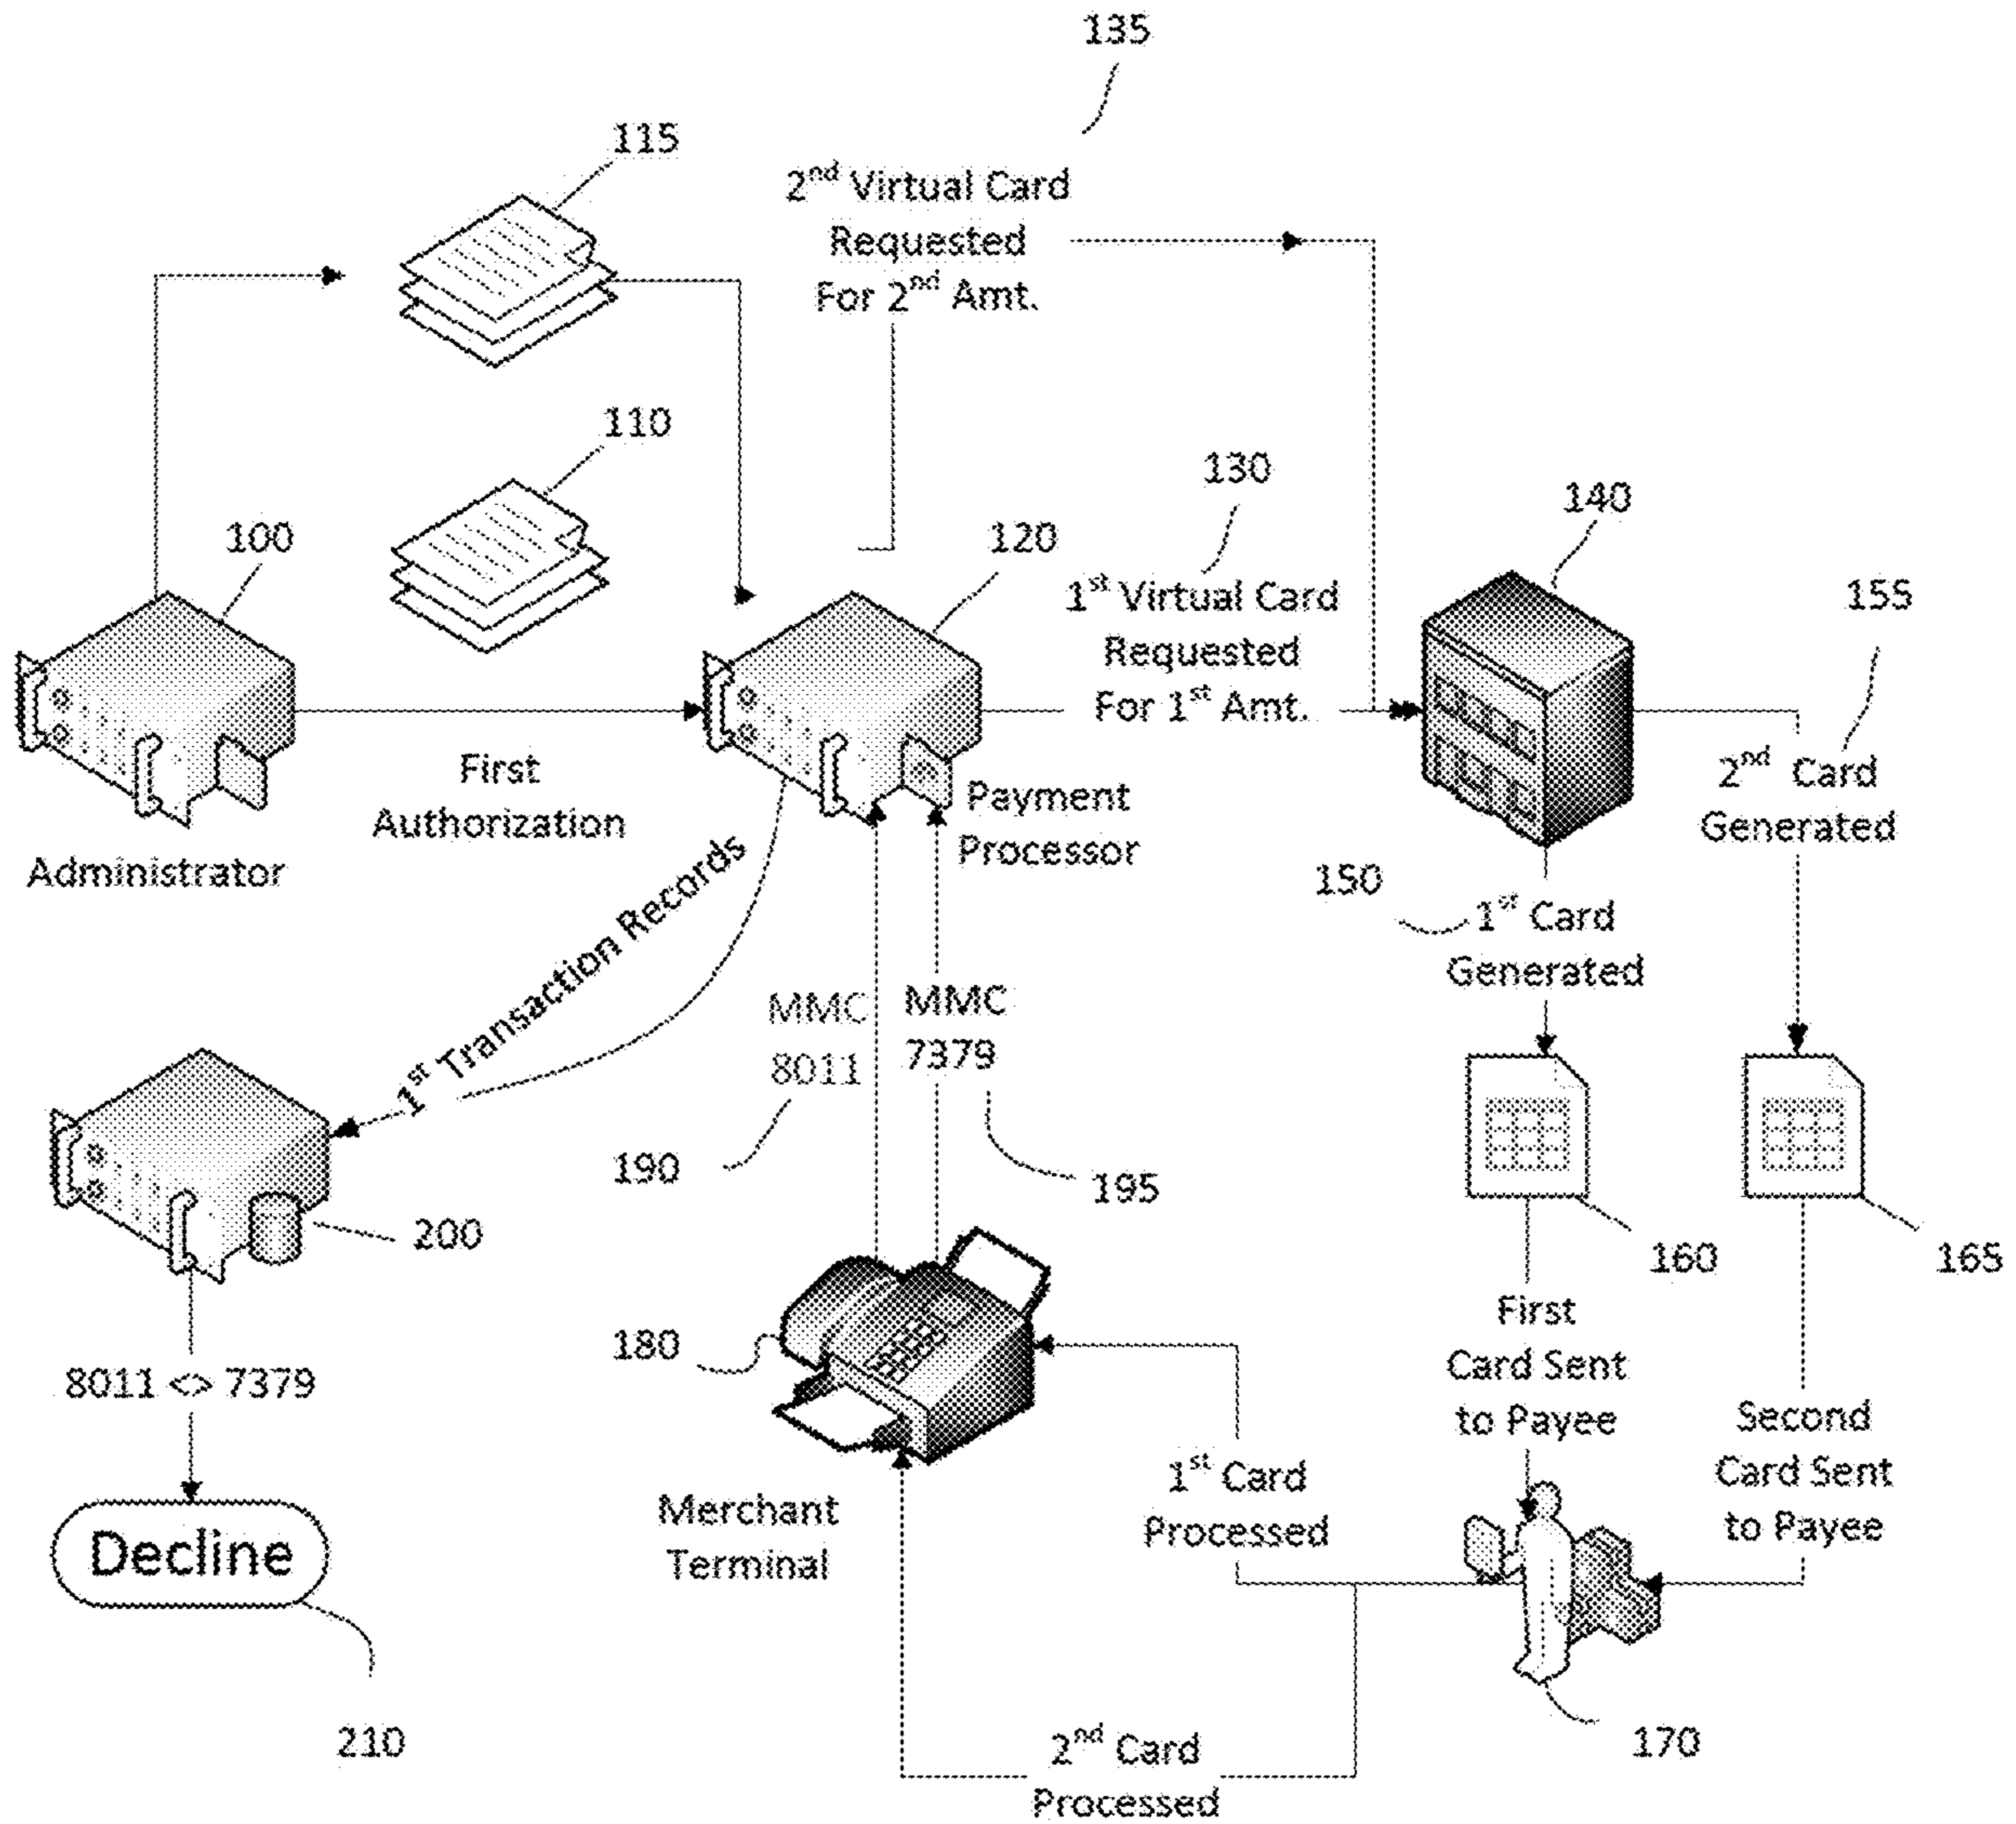 135
115
2nd Virtual Card
Requested
For 2nd Amt.
110
130
140
100
120
1st Virtual Card
Requested
For 1st Amt.
155
First
Authorization
Administrator
Payment
Processor
2nd Card
Generated
150
1st Card
Generated
1st Transaction Records
MMC
8011
MMC
7379
190
195
200
160
165
180
First
Card Sent
to Payee
8011 <> 7379
Second
Card Sent
to Payee
1st Card
Processed
Merchant
Terminal
Decline
210
170
2nd Card
Processed